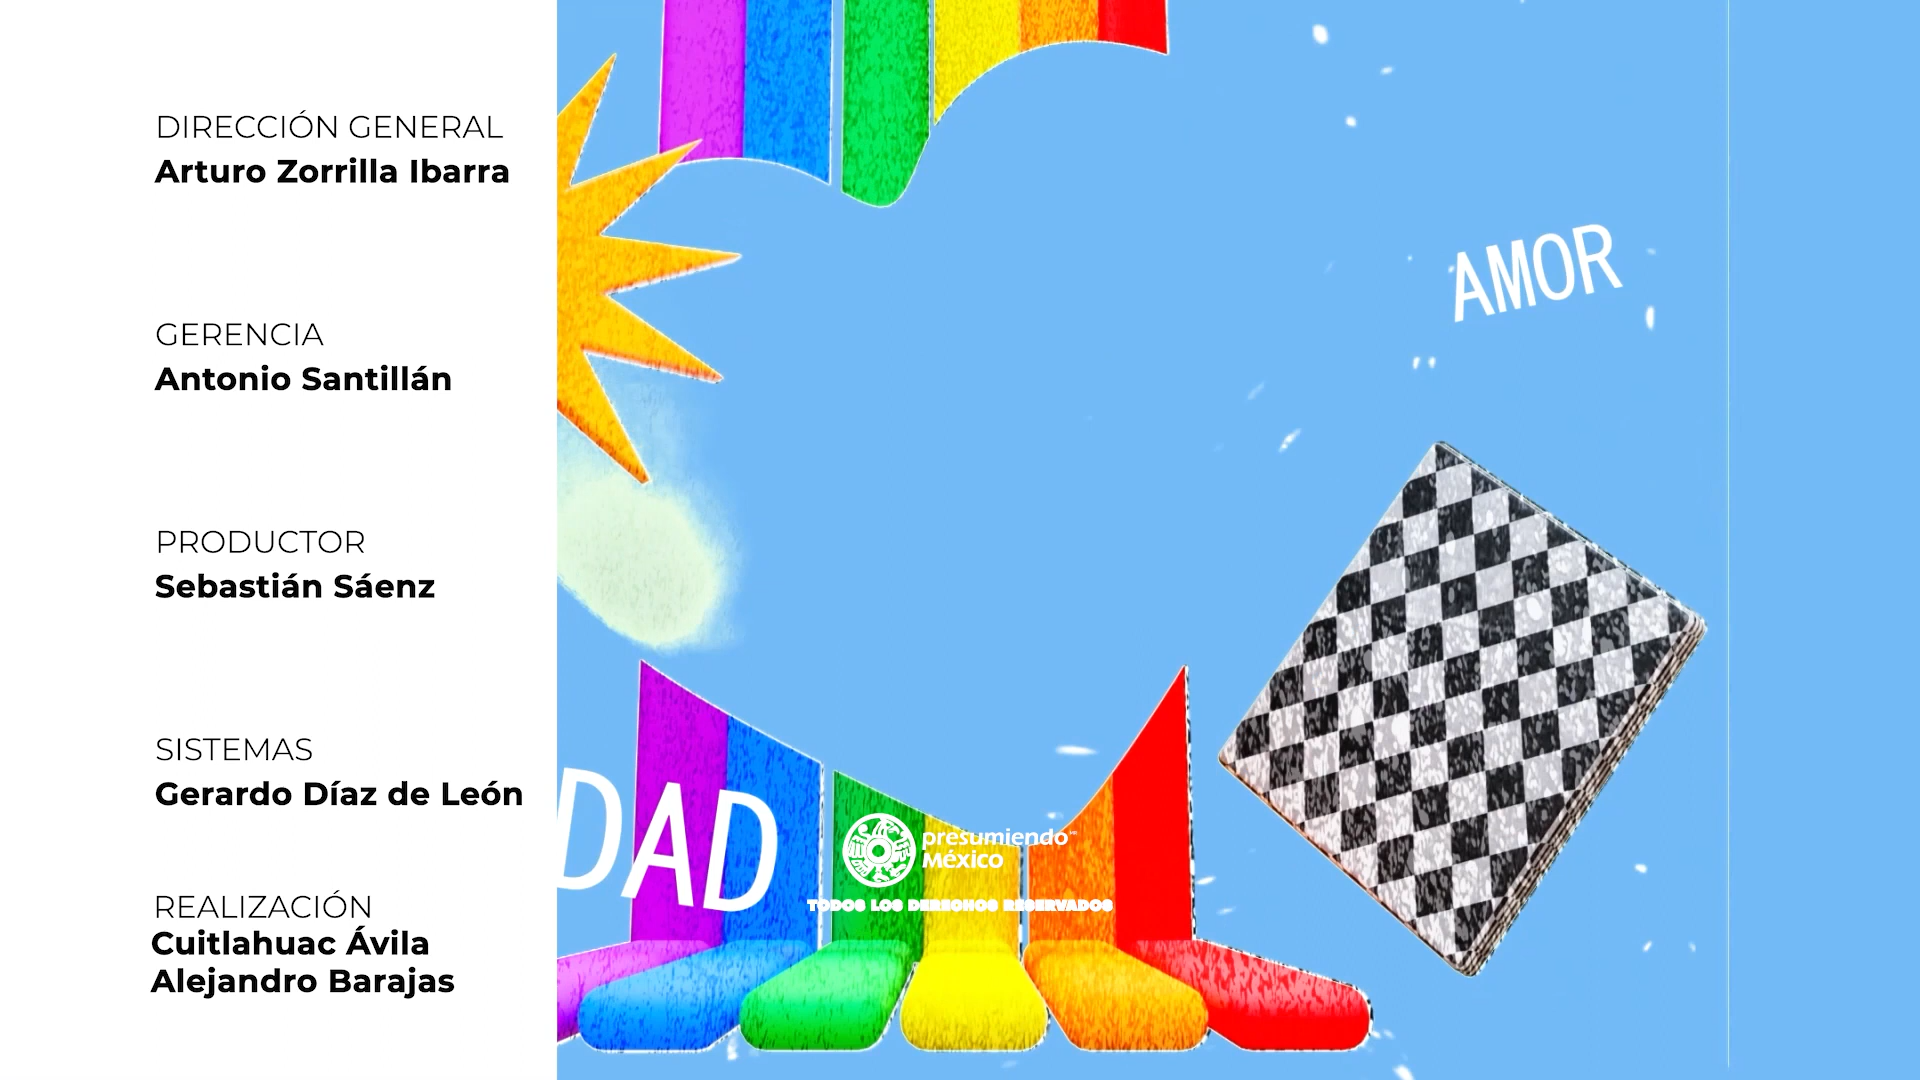 DIRECCIÓN GENERAL
Arturo Zorrilla Ibarra
GERENCIA
Antonio Santillán
PRODUCTOR
Sebastián Sáenz
SISTEMAS
Gerardo Díaz de León
REALIZACIÓN
Cuitlahuac Ávila
Alejandro Barajas
AMOR
DAD
presumiendo
México
TODOS LOS DERECHOS RESERVADOS